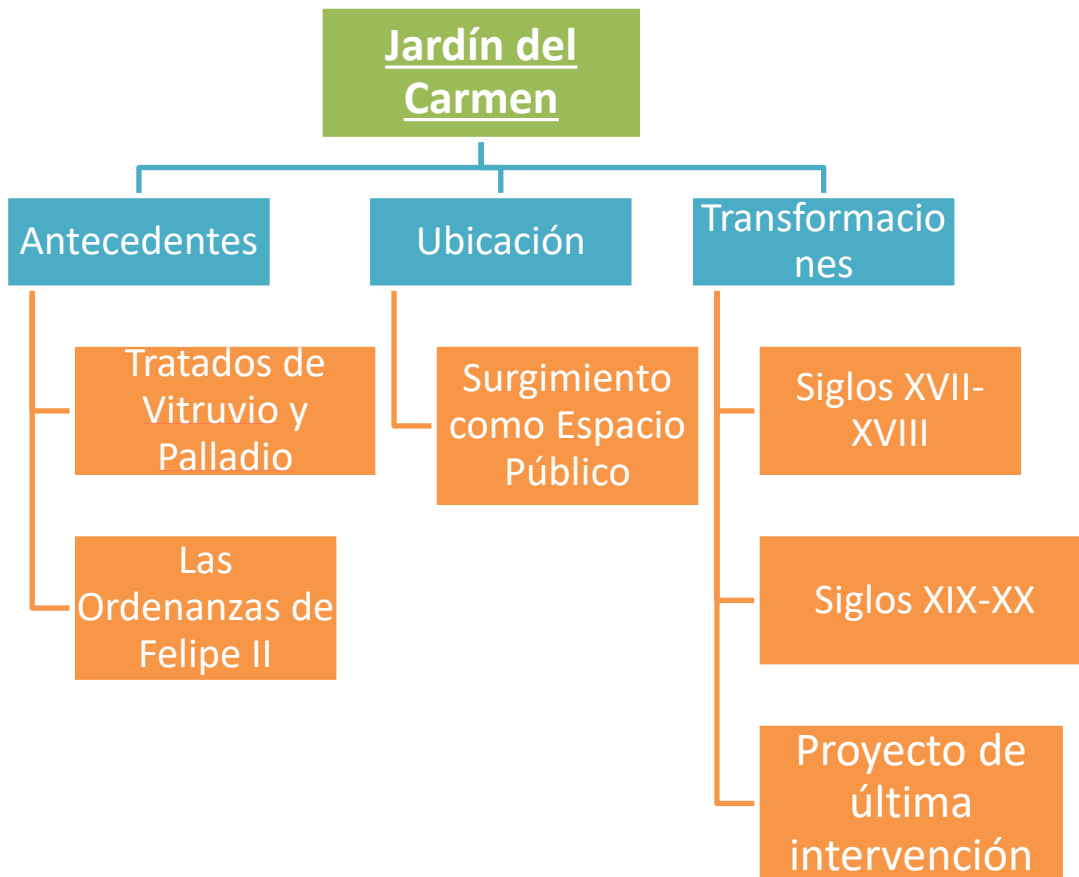 Jardín del
Carmen
Antecedentes
Tratados de
Vitruvio y
Palladio
Las
Ordenanzas de
Felipe II
Ubicación
Surgimiento
como Espacio
Público
Transformacio
nes
Siglos XVII-
XVIII
Siglos XIX-XX
Proyecto de
última
intervención